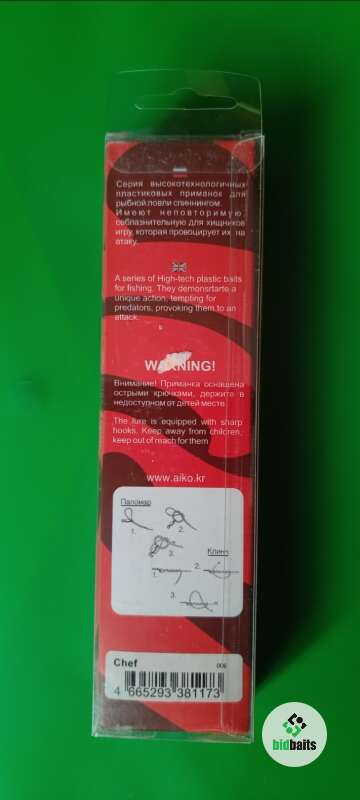 Серия высокотехнологичных
пластиковых приманок для
рыбной ловли спиннингом.
Имеют неповторимую,
соблазнительную для хищников
игру, которая провоцирует их на
атаку.
A series of High-tech plastic baits
for fishing. They demonsrtarte a
unique action, tempting for
predators, provoking them to an
attack.
WARNING!
Внимание! Приманка оснащена
острыми крючками, держите в
недоступном от детей месте.
The lure is equipped with sharp
hooks. Keep away from children,
keep out of reach for them
www.aiko.kr
Паломар
1. 2.
3.
Клинч
1. 2.
3.
Chef 006
4 665293 381173
bidbaits